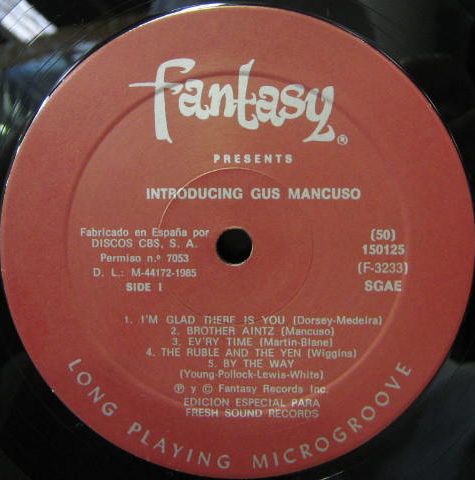 fantasy®
PRESENTS
INTRODUCING GUS MANCUSO
Fabricado en España por
DISCOS CBS, S. A.
Permiso n.º 7053
D. L.: M-44172-1985
SIDE I
(50)
150125
(F-3233)
SGAE
1. I'M GLAD THERE IS YOU (Dorsey-Medeira)
2. BROTHER AINTZ (Mancuso)
3. EV'RY TIME (Martin-Blane)
4. THE RUBLE AND THE YEN (Wiggins)
5. BY THE WAY
(Young-Pollock-Lewis-White)
Ⓟ y © Fantasy Records Inc.
EDICION ESPECIAL PARA
FRESH SOUND RECORDS
LONG PLAYING MICROGROOVE